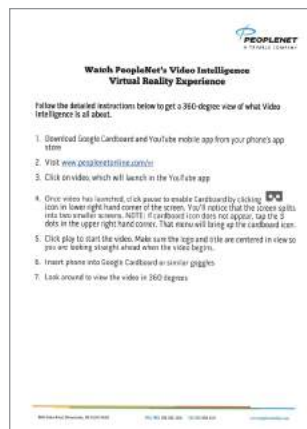 PEOPLENET
A TRIMBLE COMPANY
Watch PeopleNet's Video Intelligence
Virtual Reality Experience
Follow the detailed instructions below to get a 360-degree view of what Video
Intelligence is all about.
1. Download Google Cardboard and YouTube mobile app from your phone's app
store
2. Visit www.peoplenetonline.com/vr
3. Click on video, which will launch in the YouTube app
4. Once video has launched, click pause to enable Cardboard by clicking
icon in lower right hand corner of the screen. You'll notice that the screen splits
into two smaller screens. NOTE: if cardboard icon does not appear, tap the 3
dots in the upper right hand corner. That menu will bring up the cardboard icon.
5. Click play to start the video. Make sure the logo and title are centered in view so
you are looking straight ahead when the video begins.
6. Insert phone into Google Cardboard or similar goggles
7. Look around to view the video in 360 degrees